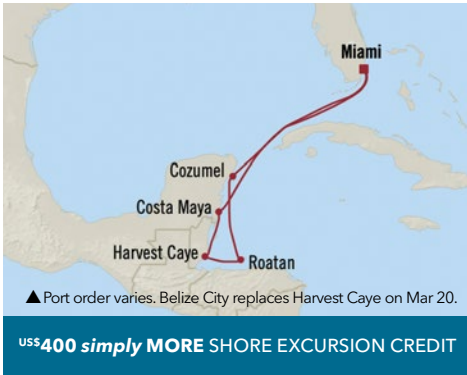 Miami
Cozumel
Costa Maya
Harvest Caye
Roatan
▲Port order varies. Belize City replaces Harvest Caye on Mar 20.
US$400 simply MORE SHORE EXCURSION CREDIT